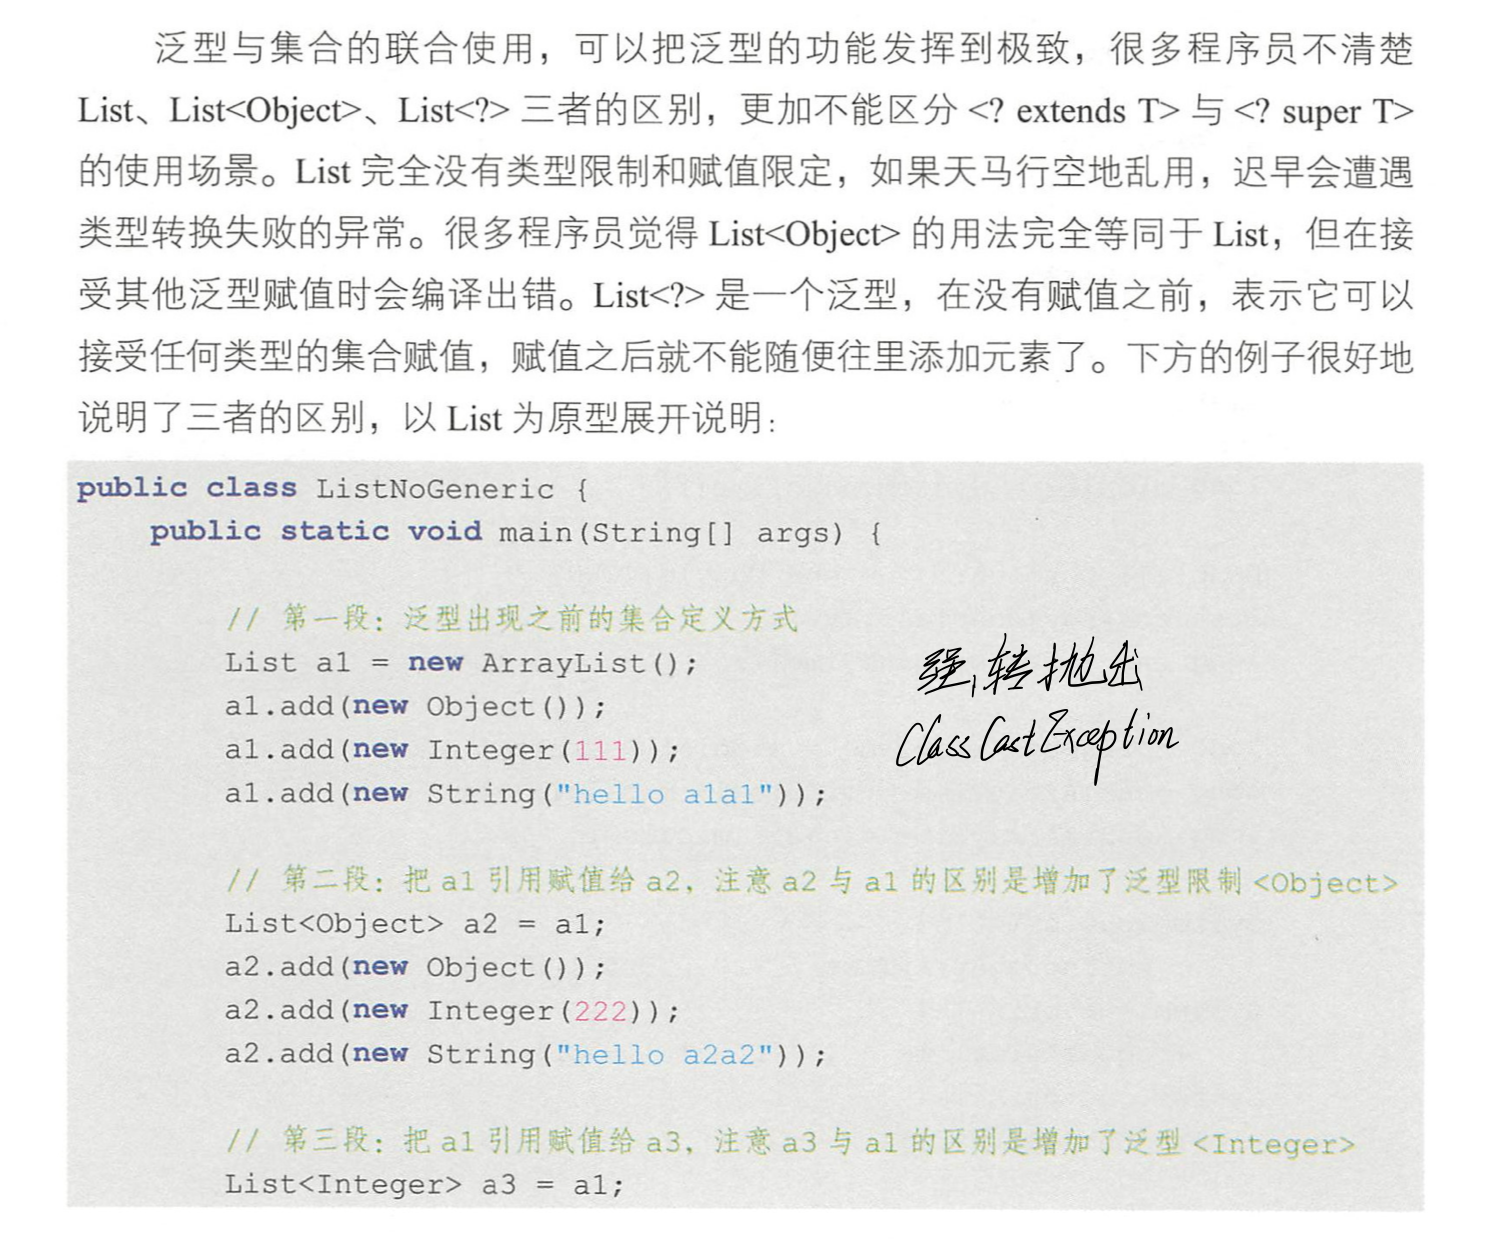 泛型与集合的联合使用，可以把泛型的功能发挥到极致，很多程序员不清楚
List、List<Object>、List<?> 三者的区别，更加不能区分 <? extends T> 与 <? super T>
的使用场景。List 完全没有类型限制和赋值限定，如果天马行空地乱用，迟早会遭遇
类型转换失败的异常。很多程序员觉得 List<Object> 的用法完全等同于 List，但在接
受其他泛型赋值时会编译出错。List<?> 是一个泛型，在没有赋值之前，表示它可以
接受任何类型的集合赋值，赋值之后就不能随便往里添加元素了。下方的例子很好地
说明了三者的区别，以 List 为原型展开说明：
public class ListNoGeneric {
public static void main(String[] args) {
// 第一段：泛型出现之前的集合定义方式
List a1 = new ArrayList();
a1.add(new Object());
a1.add(new Integer(111));
a1.add(new String("hello a1a1"));
强转抛出
ClassCastException
// 第二段：把 a1 引用赋值给 a2，注意 a2 与 a1 的区别是增加了泛型限制 <Object>
List<Object> a2 = a1;
a2.add(new Object());
a2.add(new Integer(222));
a2.add(new String("hello a2a2"));
// 第三段：把 a1 引用赋值给 a3，注意 a3 与 a1 的区别是增加了泛型 <Integer>
List<Integer> a3 = a1;